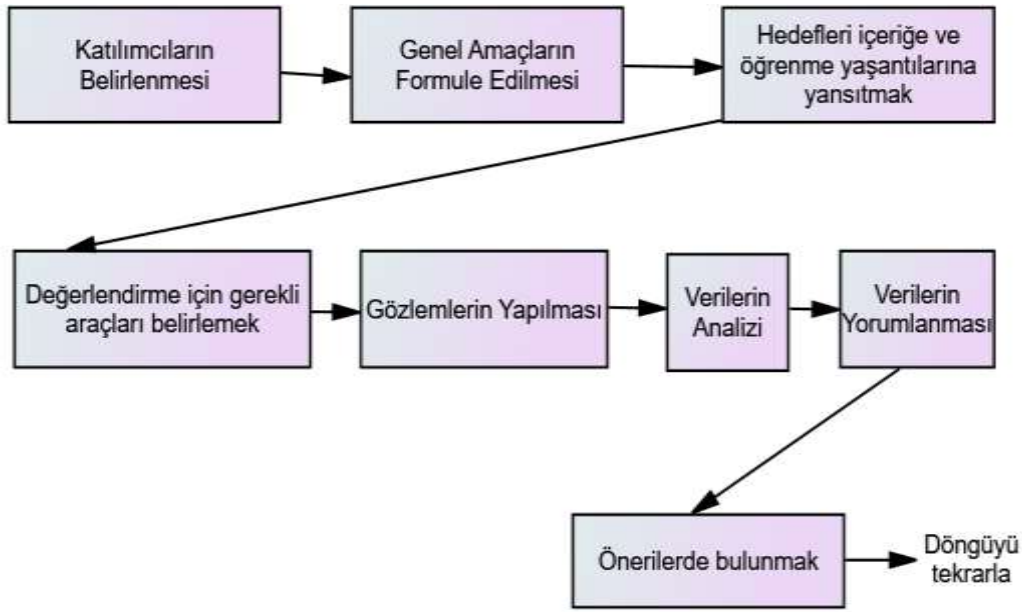 Katılımcıların
Belirlenmesi
Genel Amaçların
Formule Edilmesi
Hedefleri içeriğe ve
öğrenme yaşantılarına
yansıtmak
Değerlendirme için gerekli
araçları belirlemek
Gözlemlerin Yapılması
Verilerin
Analizi
Verilerin
Yorumlanması
Önerilerde bulunmak
Döngüyü
tekrarla